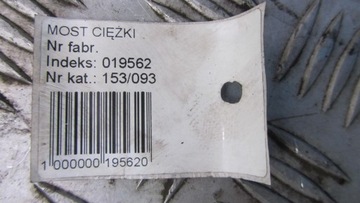 MOST CIĘŻKI
Nr fabr.
Indeks: 019562
Nr kat.: 153/093
1 000000 195620